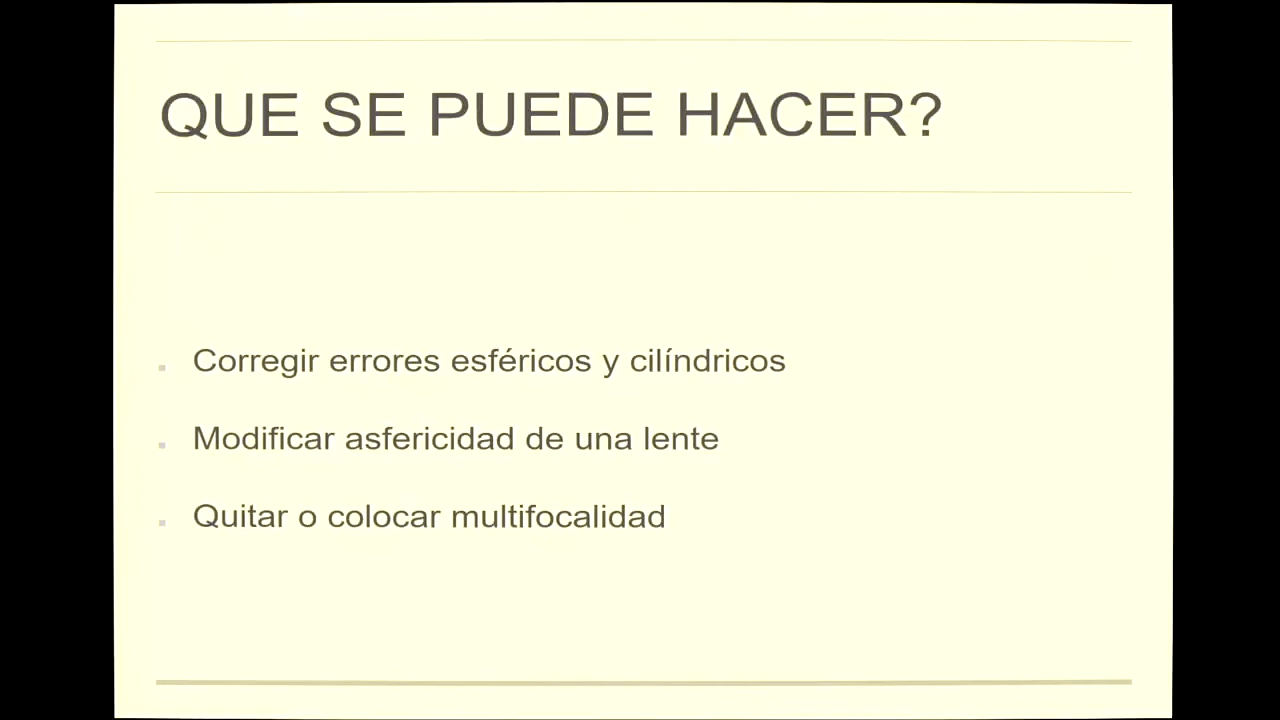 QUE SE PUEDE HACER?
Corregir errores esféricos y cilíndricos
Modificar asfericidad de una lente
Quitar o colocar multifocalidad